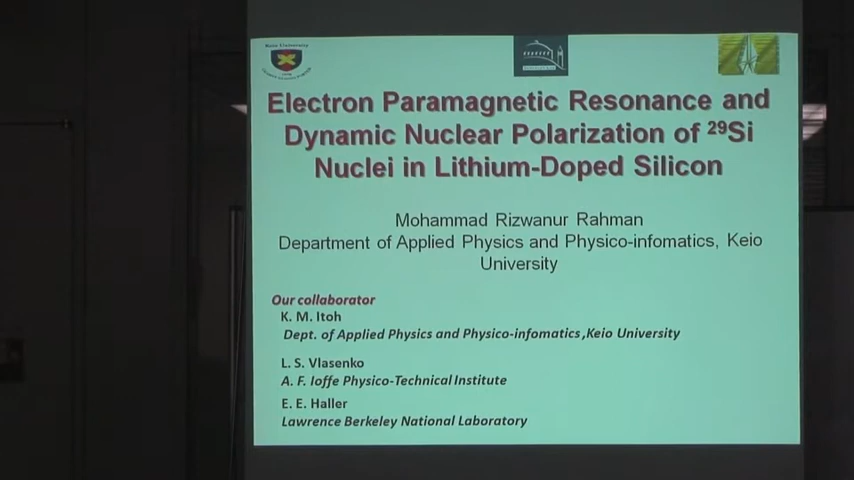 Keio University
Electron Paramagnetic Resonance and
Dynamic Nuclear Polarization of ²⁹Si
Nuclei in Lithium-Doped Silicon
Mohammad Rizwanur Rahman
Department of Applied Physics and Physico-infomatics, Keio
University
Our collaborator
K. M. Itoh
Dept. of Applied Physics and Physico-infomatics ,Keio University
L. S. Vlasenko
A. F. Ioffe Physico-Technical Institute
E. E. Haller
Lawrence Berkeley National Laboratory